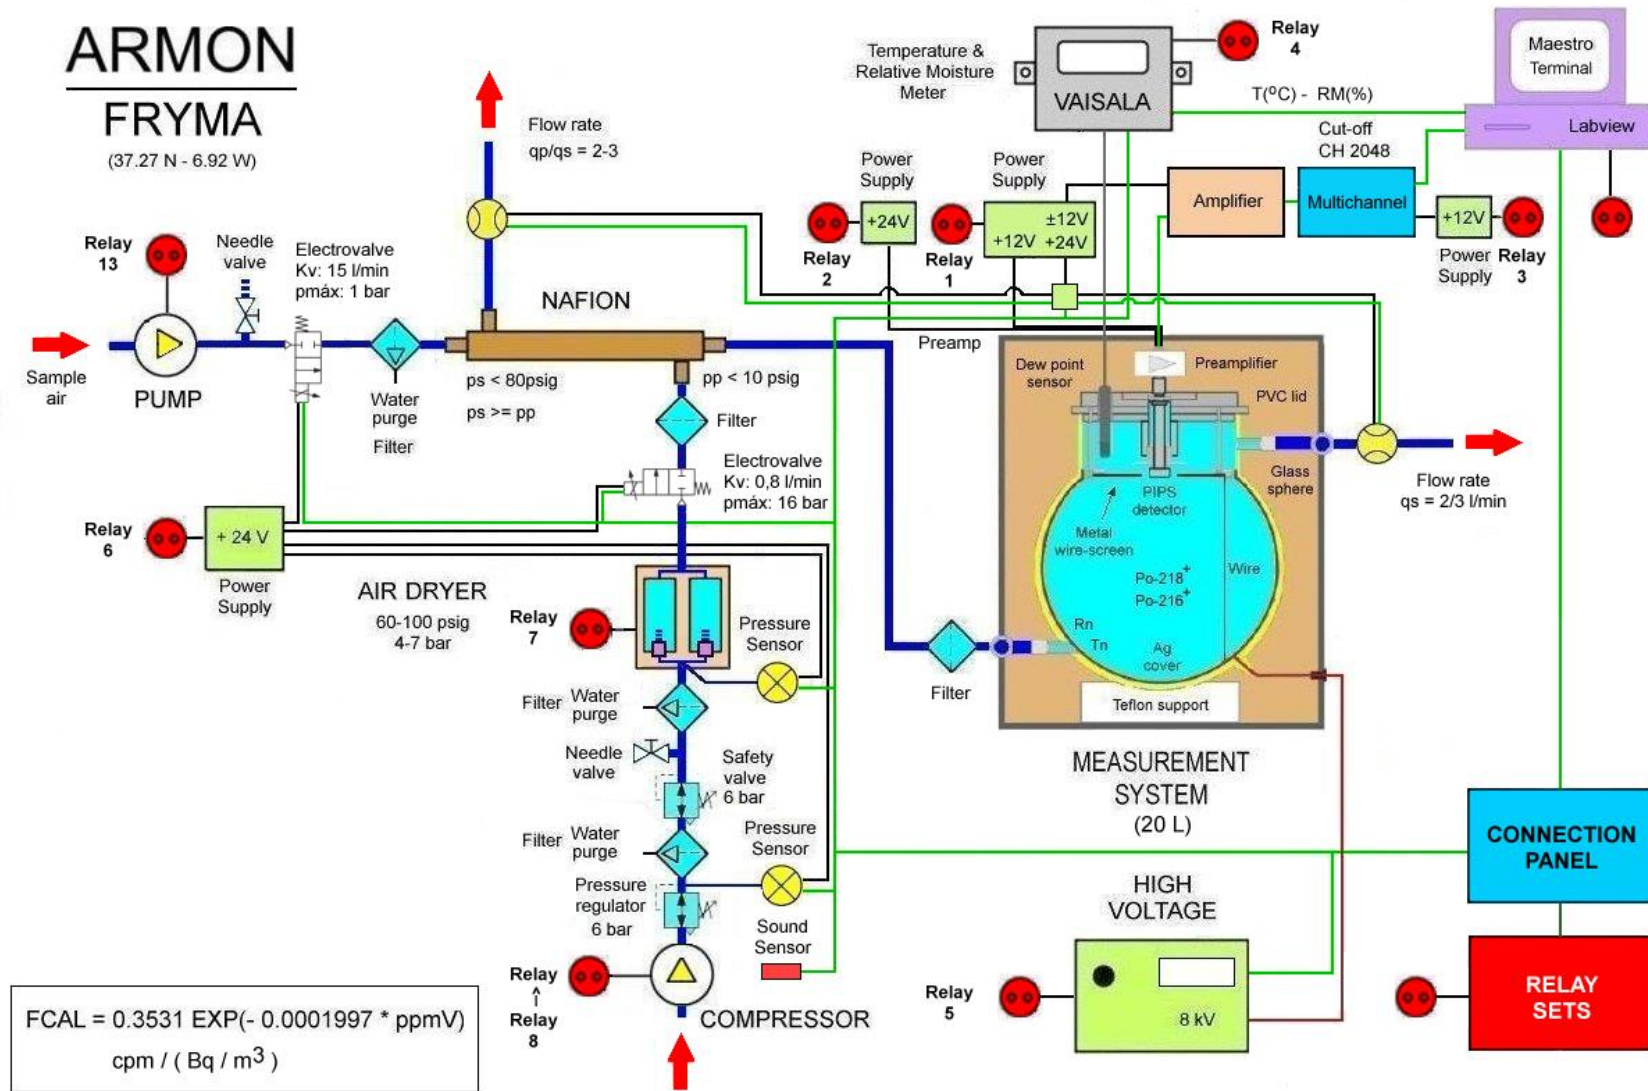 ARMON
FRYMA
(37.27 N - 6.92 W)
Flow rate
qp/qs = 2-3
Temperature &
Relative Moisture
Meter
VAISALA
Relay
4
Maestro
Terminal
Labview
T(ºC) - RM(%)
Cut-off
CH 2048
Power
Supply
+24V
Relay
2
Power
Supply
±12V
+12V +24V
Relay
1
Amplifier
Multichannel
+12V
Power
Supply
Relay
3
Relay
13
Needle
valve
Electrovalve
Kv: 15 l/min
pmáx: 1 bar
NAFION
Sample
air
PUMP
Water
purge
Filter
ps < 80psig
ps >= pp
pp < 10 psig
Filter
Electrovalve
Kv: 0,8 l/min
pmáx: 16 bar
Preamp
Dew point
sensor
Preamplifier
PVC lid
Glass
sphere
PIPS
detector
Metal
wire-screen
Wire
Po-218+
Po-216+
Rn
Tn
Ag
cover
Teflon support
Flow rate
qs = 2/3 l/min
Filter
MEASUREMENT
SYSTEM
(20 L)
Relay
6
+ 24 V
Power
Supply
AIR DRYER
60-100 psig
4-7 bar
Relay
7
Pressure
Sensor
Filter
Water
purge
Needle
valve
Safety
valve
6 bar
Filter
Water
purge
Pressure
Sensor
Pressure
regulator
6 bar
Sound
Sensor
Relay
Relay
8
COMPRESSOR
HIGH
VOLTAGE
Relay
5
8 kV
CONNECTION
PANEL
RELAY
SETS
FCAL = 0.3531 EXP(- 0.0001997 * ppmV)
cpm / ( Bq / m3 )